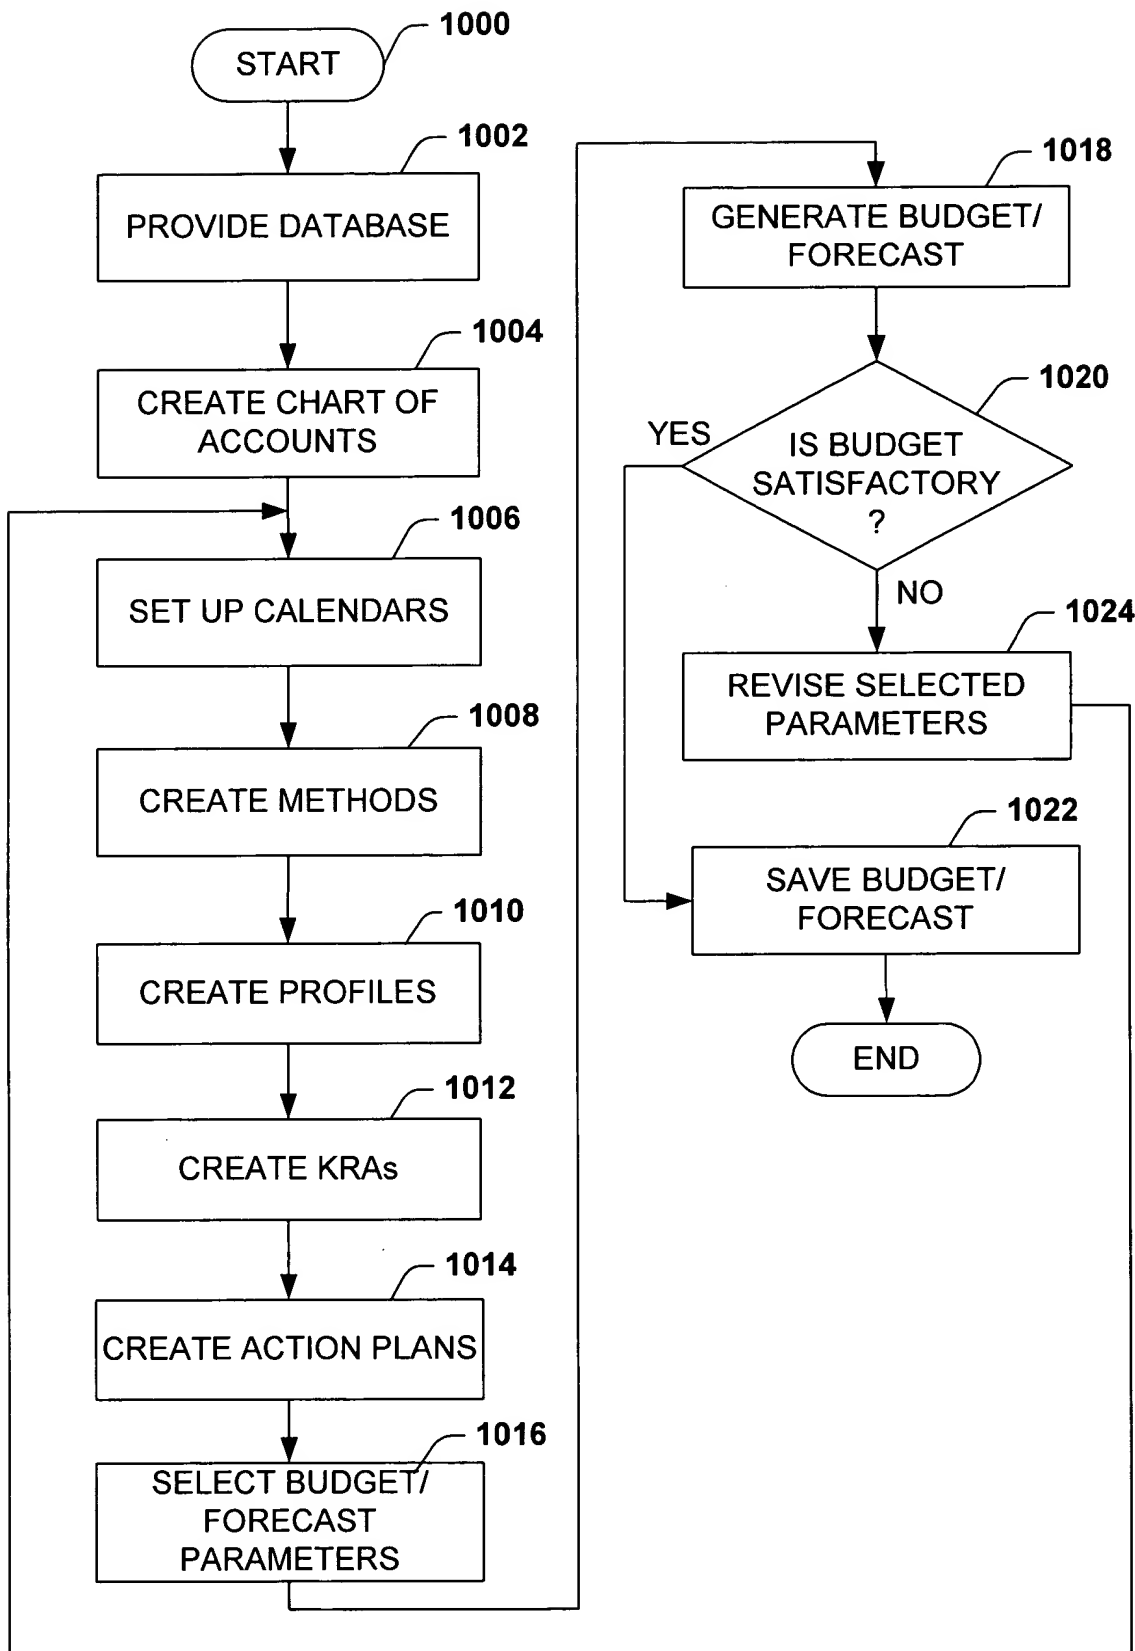 1000
START
1002
PROVIDE DATABASE
1004
CREATE CHART OF
ACCOUNTS
1006
SET UP CALENDARS
1008
CREATE METHODS
1010
CREATE PROFILES
1012
CREATE KRAs
1014
CREATE ACTION PLANS
1016
SELECT BUDGET/
FORECAST
PARAMETERS
1018
GENERATE BUDGET/
FORECAST
1020
YES
IS BUDGET
SATISFACTORY
?
NO
1024
REVISE SELECTED
PARAMETERS
1022
SAVE BUDGET/
FORECAST
END